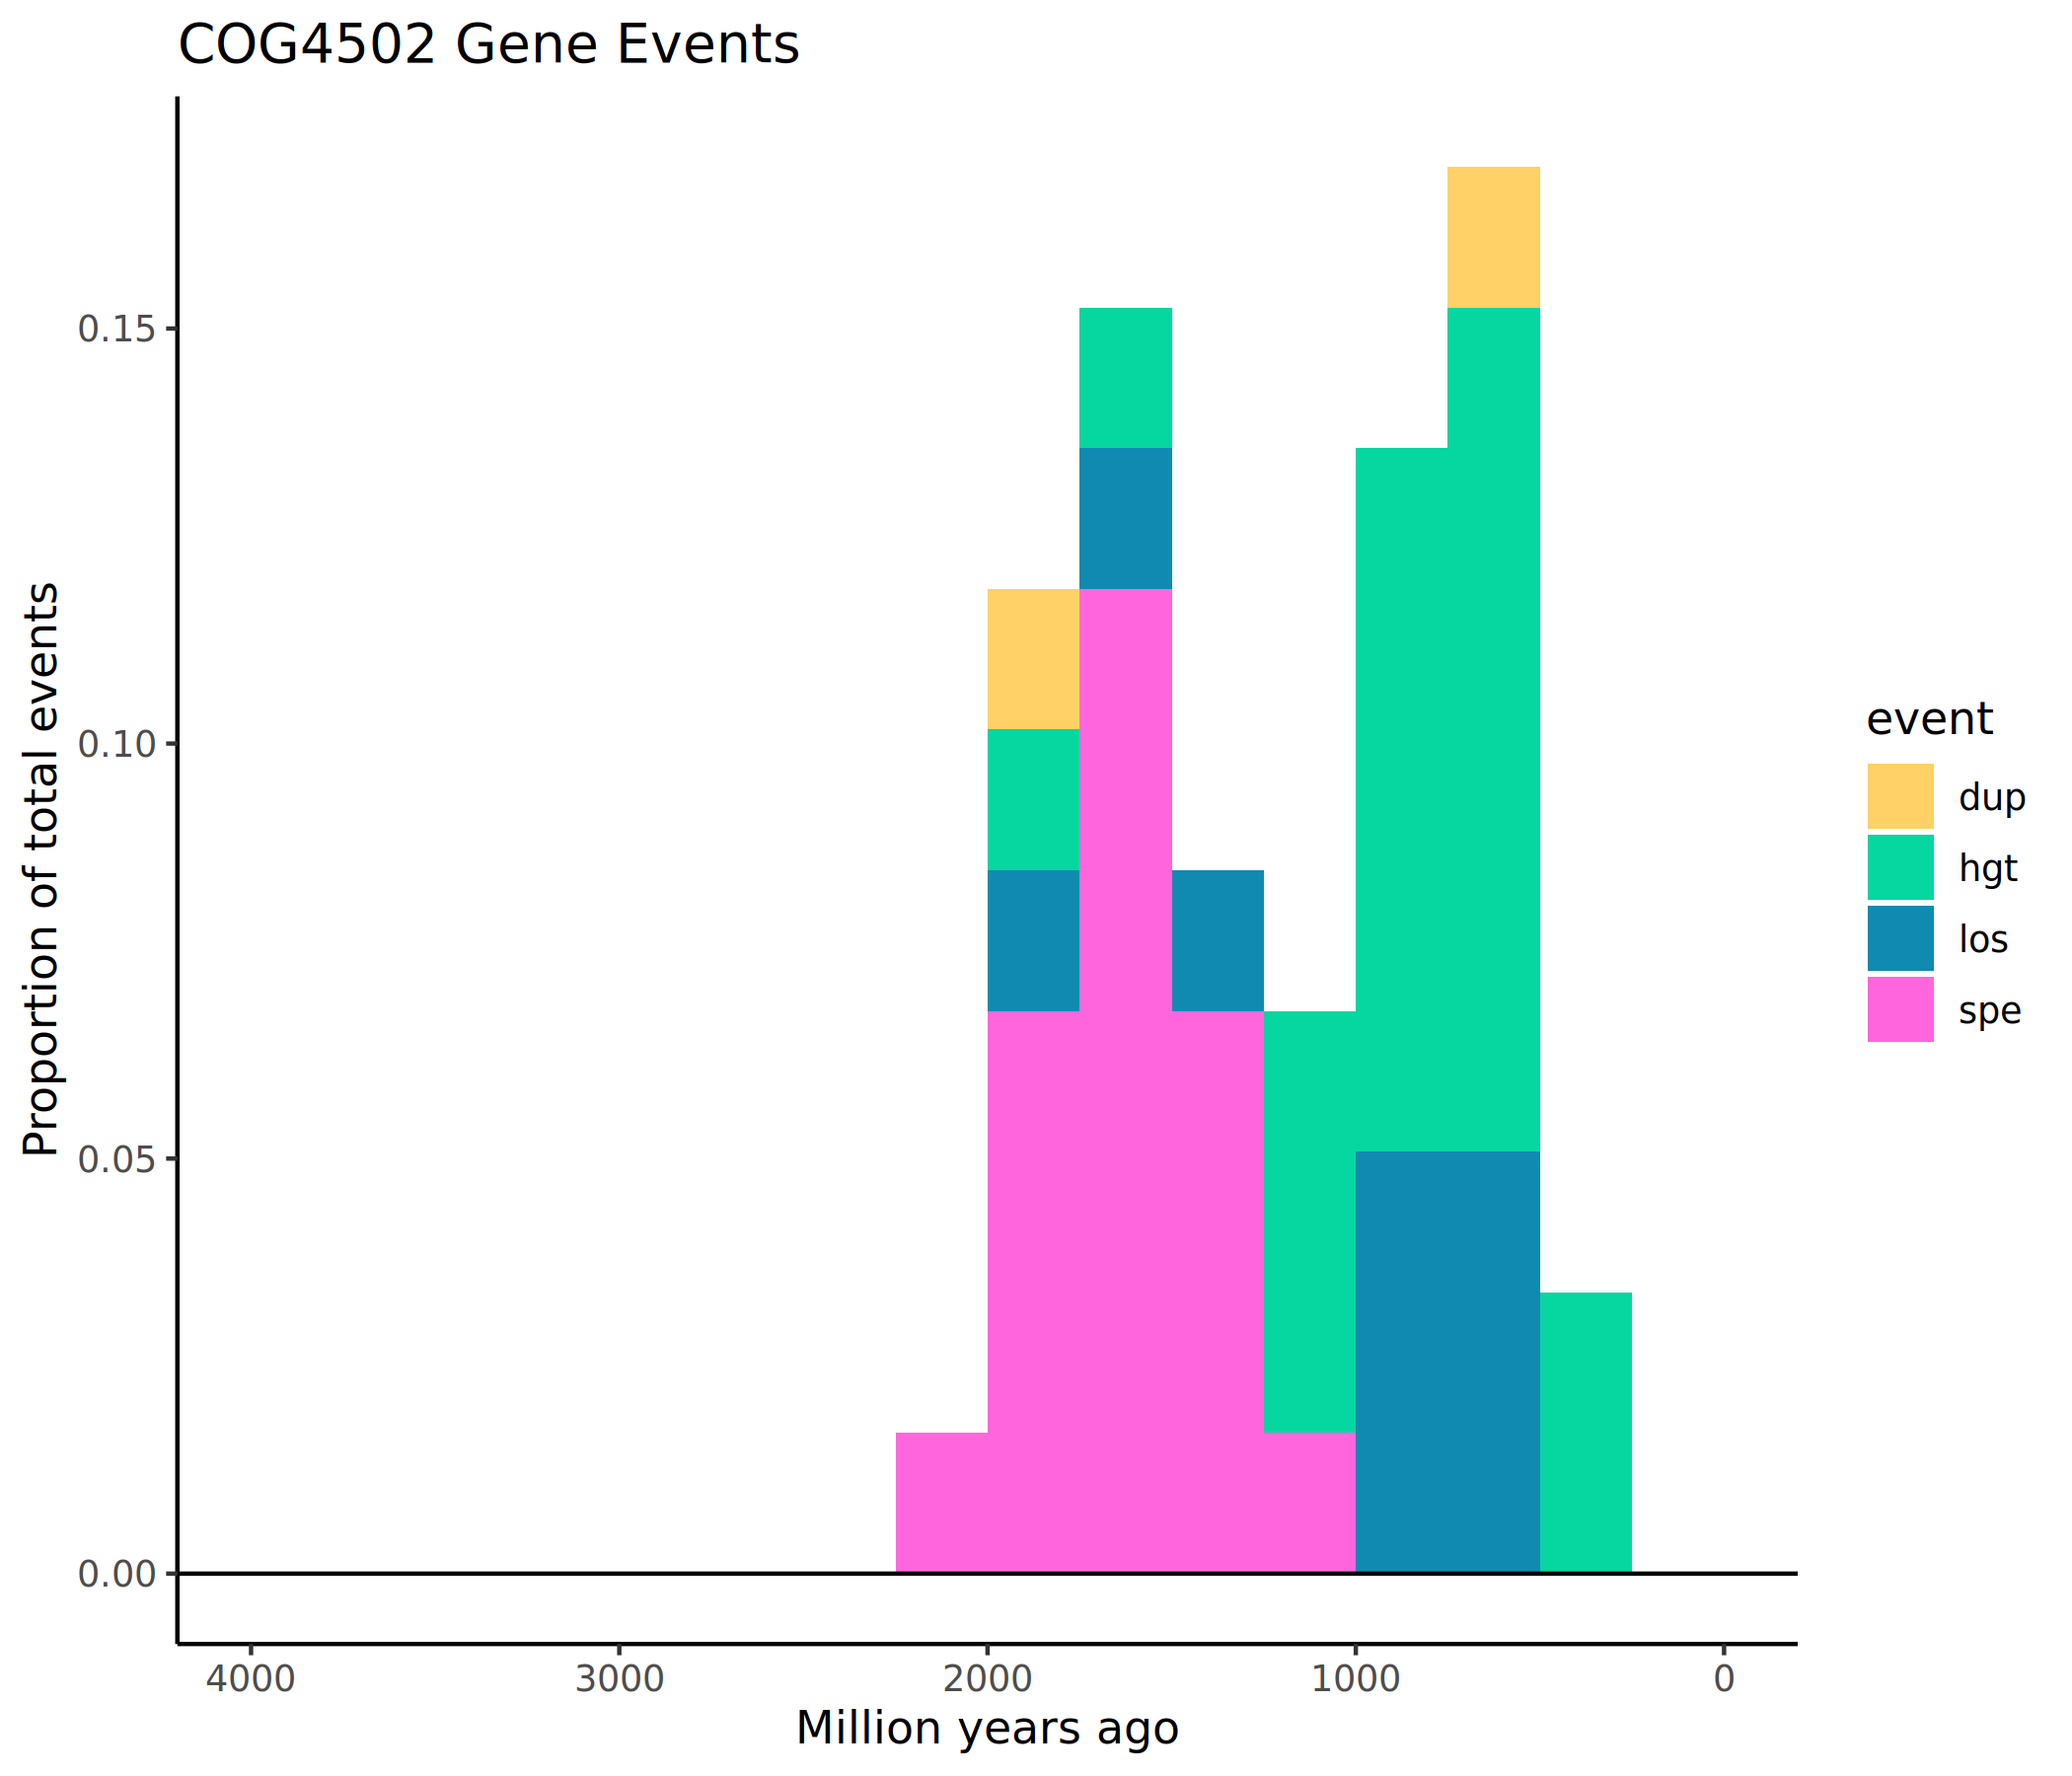 COG4502 Gene Events
Proportion of total events
0.15
0.10
0.05
0.00
4000 3000 2000 1000 0
Million years ago
event
dup
hgt
los
spe